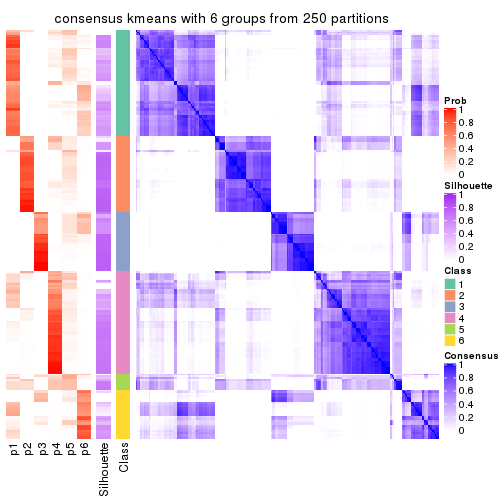 consensus kmeans with 6 groups from 250 partitions
Prob
1
0.8
0.6
0.4
0.2
0
Silhouette
1
0.8
0.6
0.4
0.2
0
Class
1
2
3
4
5
6
Consensus
1
0.8
0.6
0.4
0.2
0
p1
p2
p3
p4
p5
p6
Silhouette
Class